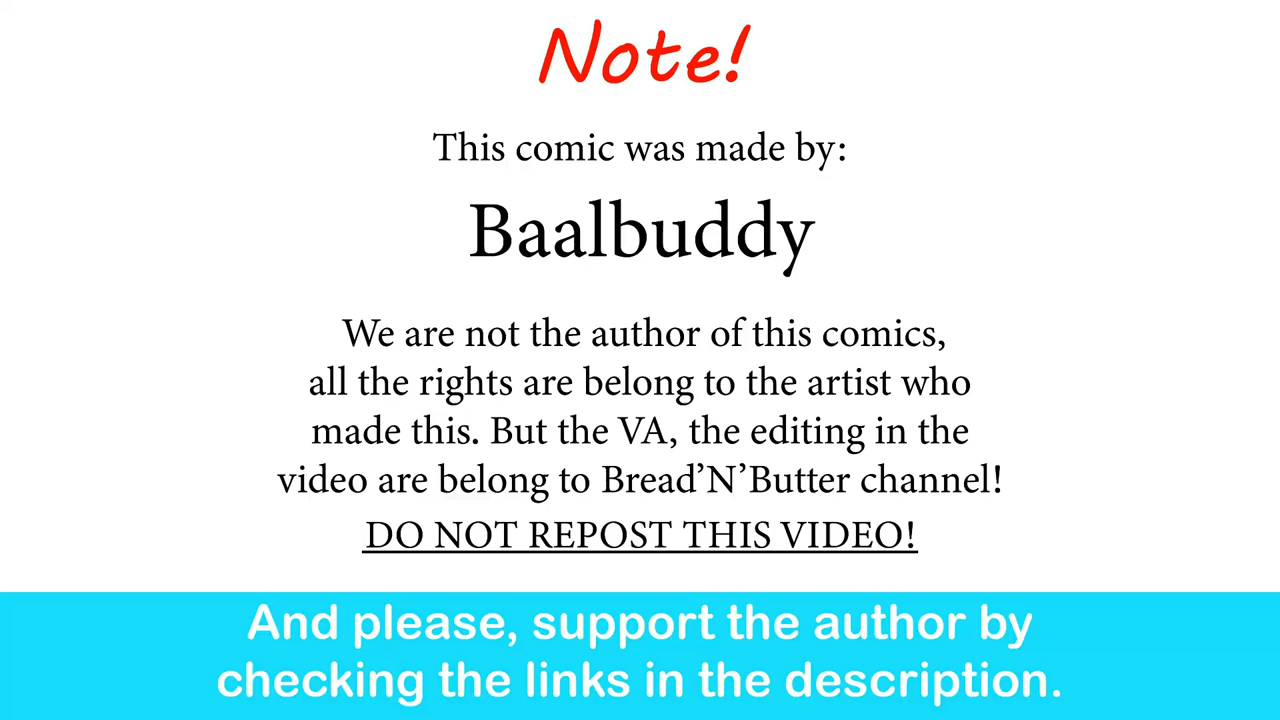 Note!
This comic was made by:
Baalbuddy
We are not the author of this comics,
all the rights are belong to the artist who
made this. But the VA, the editing in the
video are belong to Bread’N’Butter channel!
DO NOT REPOST THIS VIDEO!
And please, support the author by
checking the links in the description.